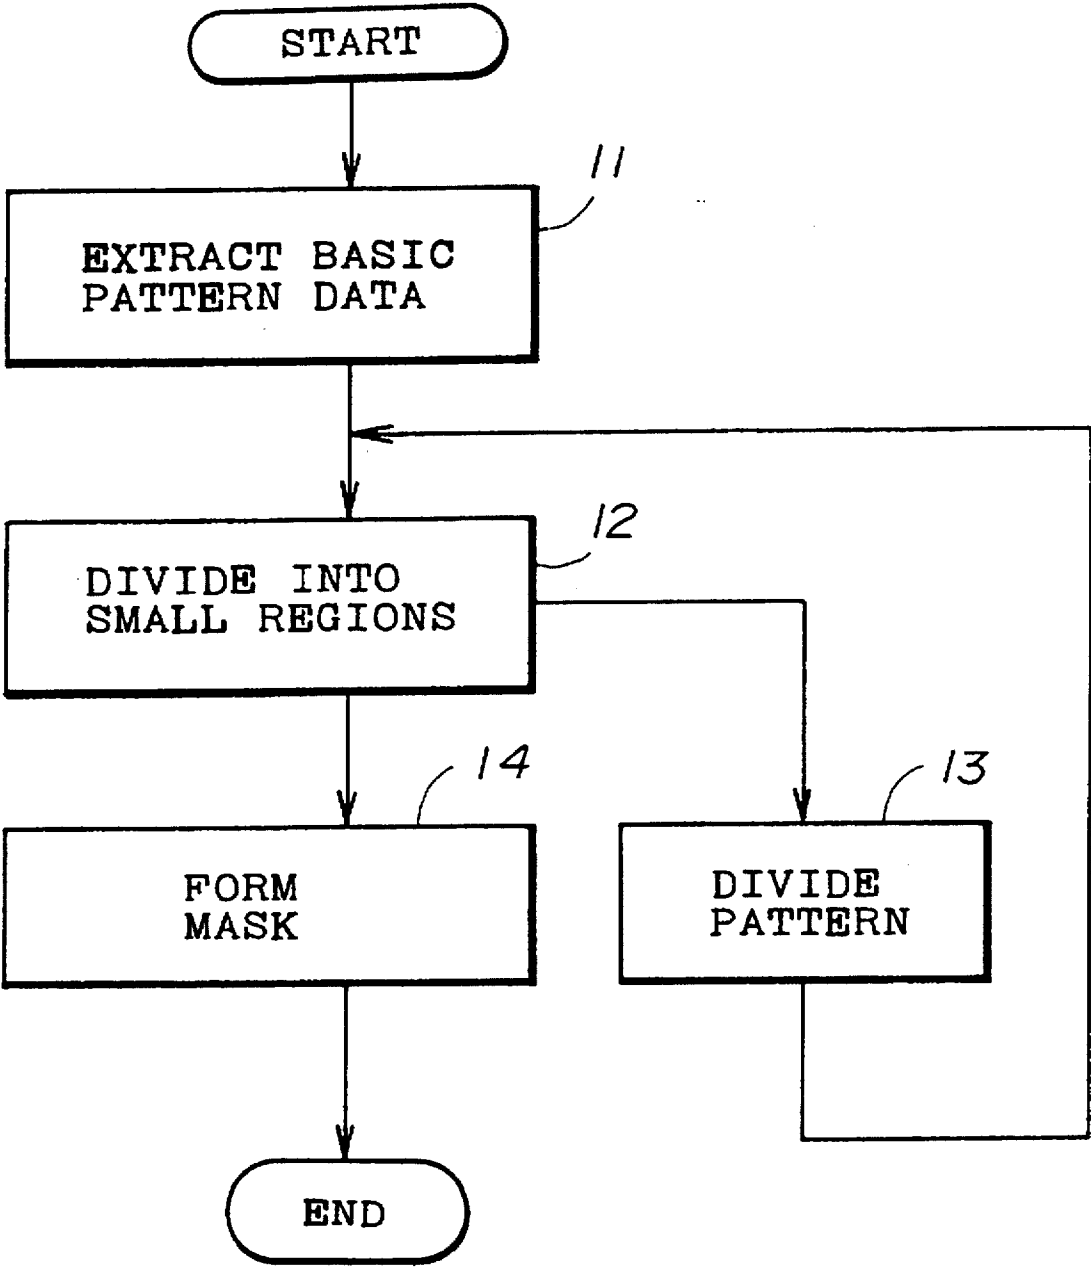 START
11
EXTRACT BASIC
PATTERN DATA
12
DIVIDE INTO
SMALL REGIONS
14
FORM
MASK
13
DIVIDE
PATTERN
END